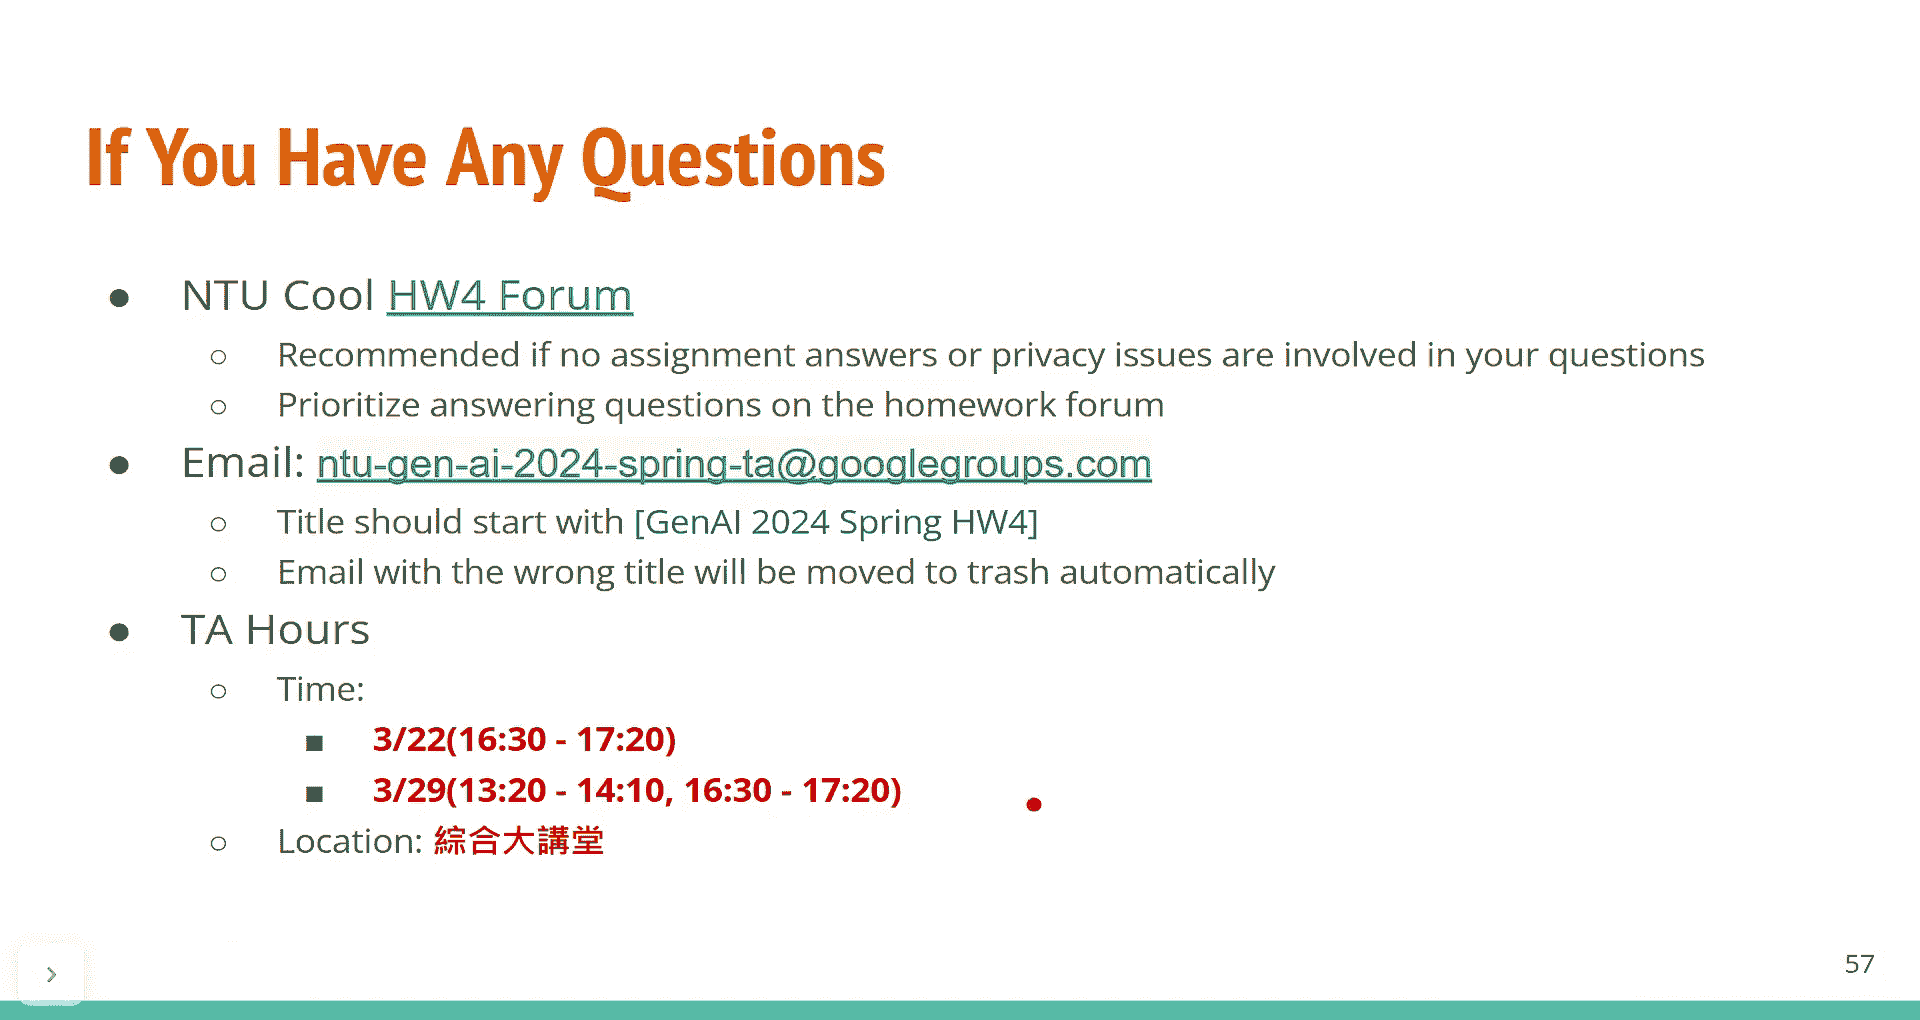 If You Have Any Questions
● NTU Cool HW4 Forum
○ Recommended if no assignment answers or privacy issues are involved in your questions
○ Prioritize answering questions on the homework forum
● Email: ntu-gen-ai-2024-spring-ta@googlegroups.com
○ Title should start with [GenAI 2024 Spring HW4]
○ Email with the wrong title will be moved to trash automatically
● TA Hours
○ Time:
■ 3/22(16:30 - 17:20)
■ 3/29(13:20 - 14:10, 16:30 - 17:20)
○ Location: 綜合大講堂
57